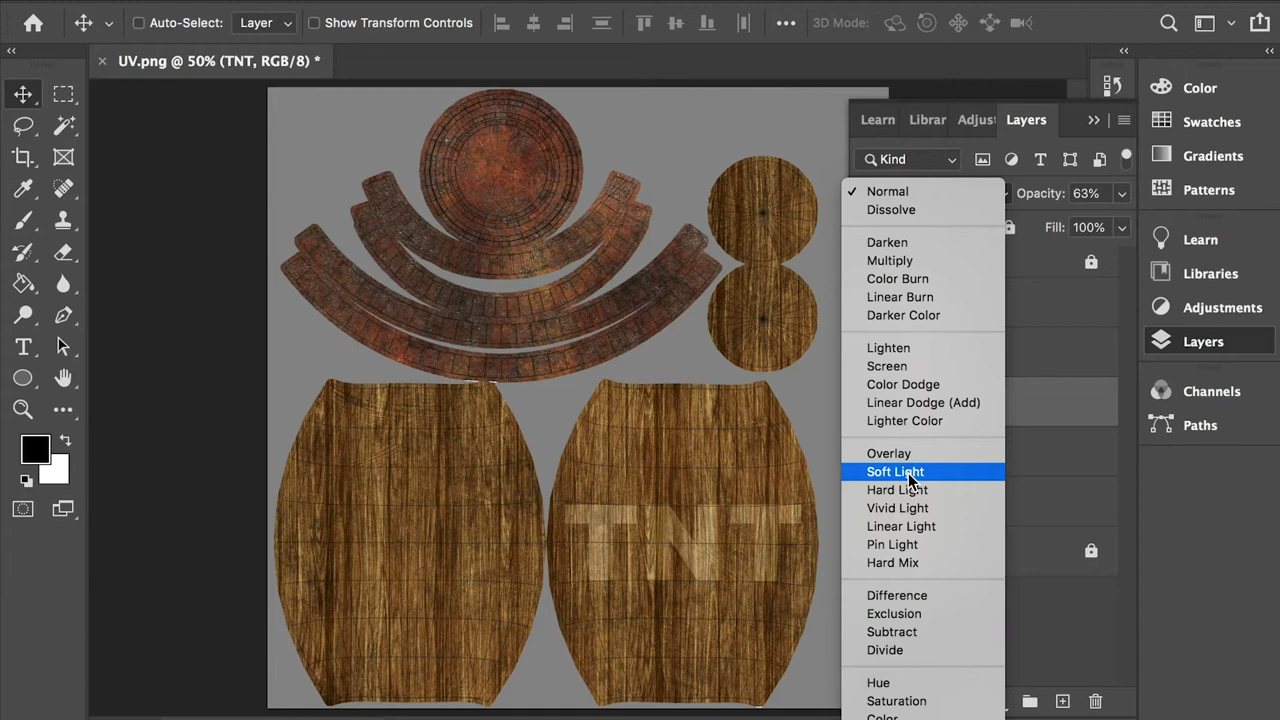 Auto-Select: Layer Show Transform Controls 3D Mode:
UV.png @ 50% (TNT, RGB/8) *
Learn Librar Adjust Layers
Kind
Opacity: 63%
Fill: 100%
Normal
Dissolve
Darken
Multiply
Color Burn
Linear Burn
Darker Color
Lighten
Screen
Color Dodge
Linear Dodge (Add)
Lighter Color
Overlay
Soft Light
Hard Light
Vivid Light
Linear Light
Pin Light
Hard Mix
Difference
Exclusion
Subtract
Divide
Hue
Saturation
Color
Color
Swatches
Gradients
Patterns
Learn
Libraries
Adjustments
Layers
Channels
Paths
TNT